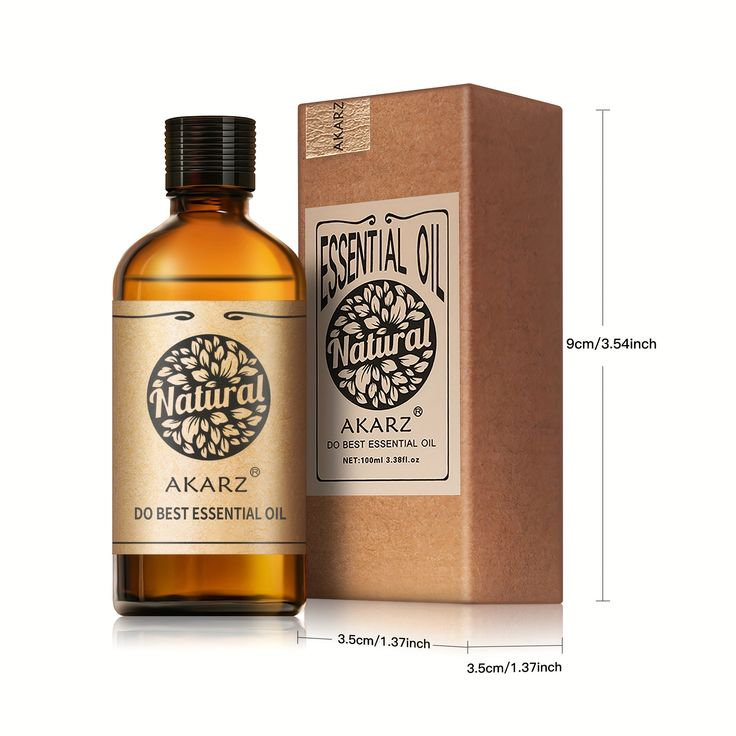 Natural
AKARZ®
DO BEST ESSENTIAL OIL
AKARZ
ESSENTIAL OIL
Natural
AKARZ®
DO BEST ESSENTIAL OIL
NET:100ml 3.38fl.oz
9cm/3.54inch
3.5cm/1.37inch
3.5cm/1.37inch